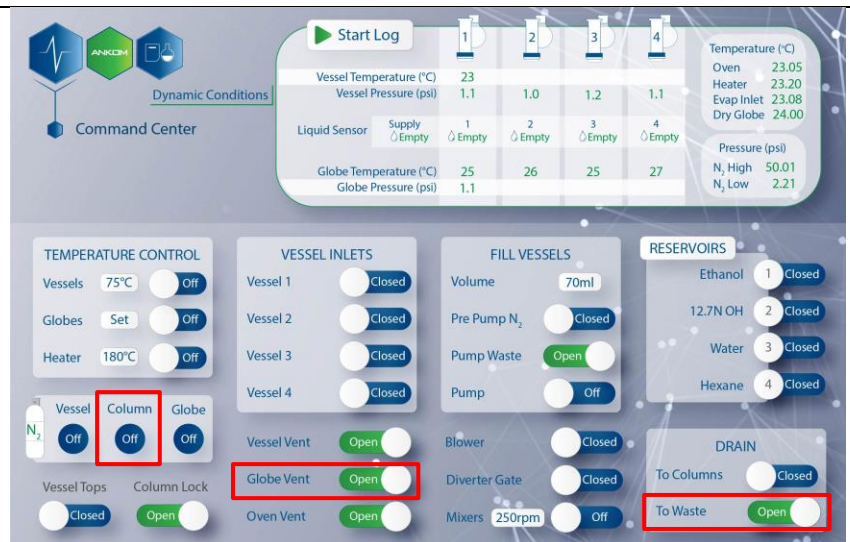 ANKOM
Dynamic Conditions
Command Center
Start Log 1 2 3 4
Vessel Temperature (°C) 23
Vessel Pressure (psi) 1.1 1.0 1.2 1.1
Liquid Sensor Supply 1 2 3 4
Empty Empty Empty Empty Empty
Globe Temperature (°C) 25 26 25 27
Globe Pressure (psi) 1.1
Temperature (°C)
Oven 23.05
Heater 23.20
Evap Inlet 23.08
Dry Globe 24.00
Pressure (psi)
N₂ High 50.01
N₂ Low 2.21
TEMPERATURE CONTROL
Vessels 75°C Off
Globes Set Off
Heater 180°C Off
N₂
Vessel Column Globe
Off Off Off
Vessel Tops Column Lock
Closed Open
VESSEL INLETS
Vessel 1 Closed
Vessel 2 Closed
Vessel 3 Closed
Vessel 4 Closed
Vessel Vent Open
Globe Vent Open
Oven Vent Open
FILL VESSELS
Volume 70ml
Pre Pump N₂ Closed
Pump Waste Open
Pump Off
Blower Closed
Diverter Gate Closed
Mixers 250rpm Off
RESERVOIRS
Ethanol 1 Closed
12.7N OH 2 Closed
Water 3 Closed
Hexane 4 Closed
DRAIN
To Columns Closed
To Waste Open